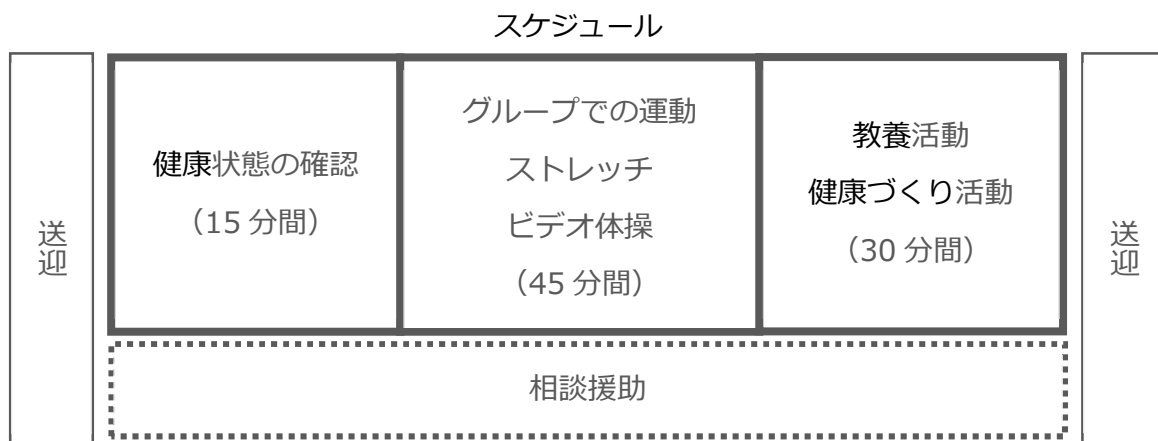 スケジュール
送迎
健康状態の確認
（15 分間）
グループでの運動
ストレッチ
ビデオ体操
（45 分間）
教養活動
健康づくり活動
（30 分間）
送迎
相談援助